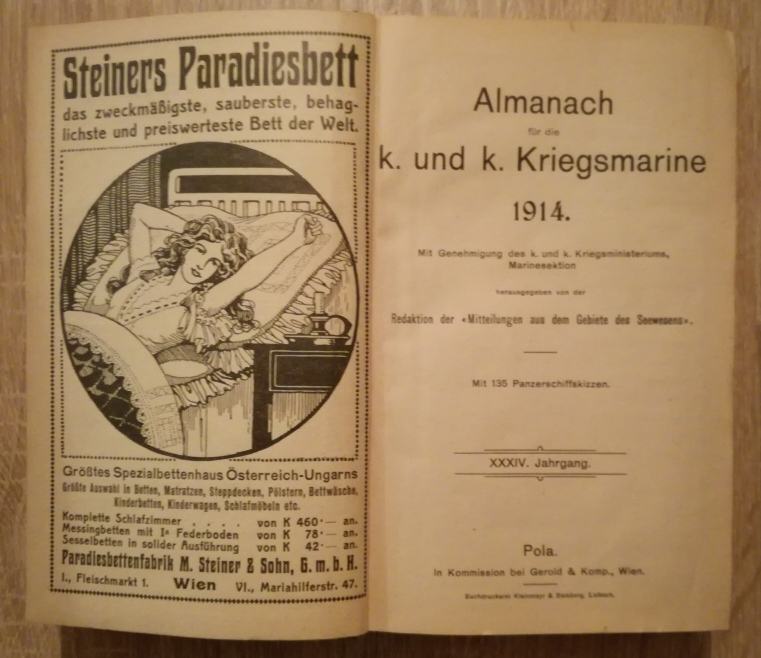 Steiners Paradiesbett
das zweckmäßigste, sauberste, behag-
lichste und preiswerteste Bett der Welt.
Größtes Spezialbettenhaus Österreich-Ungarns
Größte Auswahl in Betten, Matratzen, Steppdecken, Pölstern, Bettwäsche,
Kinderbetten, Kinderwagen, Schlafmöbeln etc.
Komplette Schlafzimmer . . . . von K 460·— an.
Messingbetten mit Ia Federboden von K 78·— an.
Sesselbetten in solider Ausführung von K 42·— an.
Paradiesbettenfabrik M. Steiner & Sohn, G. m. b. H.
I., Fleischmarkt 1. Wien VI., Mariahilferstr. 47.
Almanach
für die
k. und k. Kriegsmarine
1914.
Mit Genehmigung des k. und k. Kriegsministeriums,
Marinesektion
herausgegeben von der
Redaktion der «Mitteilungen aus dem Gebiete des Seewesens».
Mit 135 Panzerschiffskizzen.
XXXIV. Jahrgang.
Pola.
In Kommission bei Gerold & Komp., Wien.
Buchdruckerei Kleinmayr & Bamberg, Laibach.